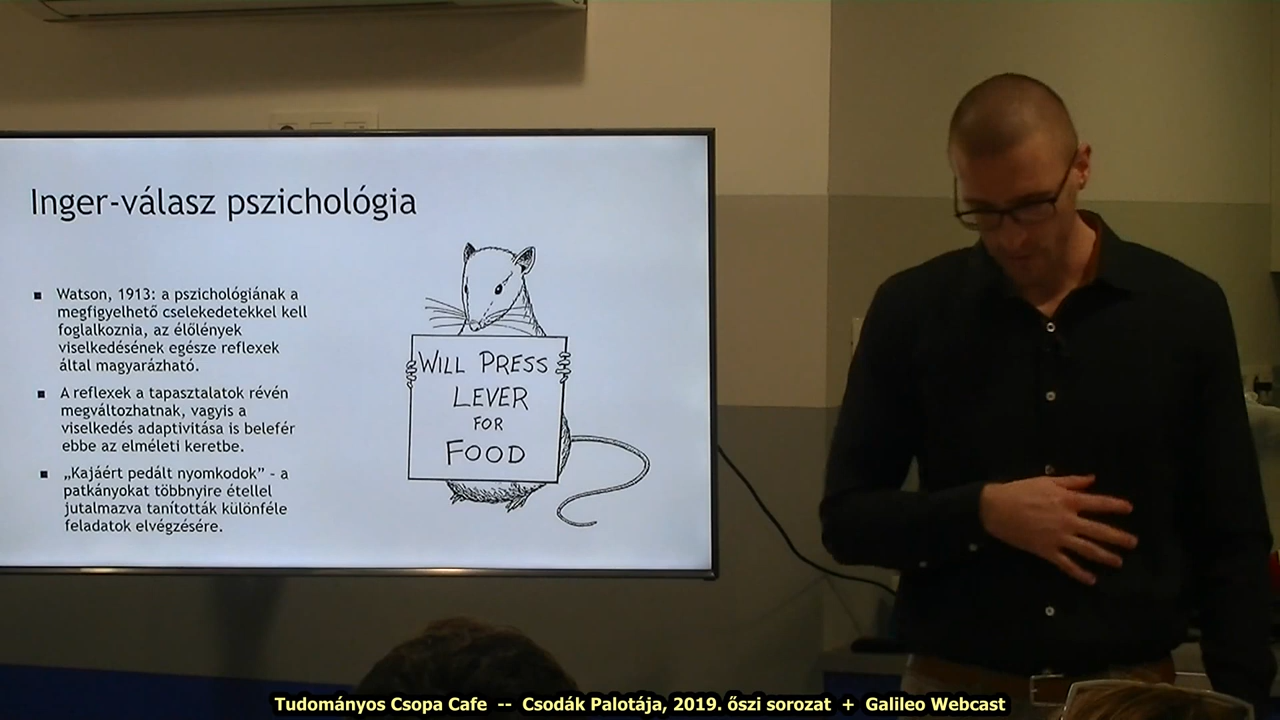 Inger-válasz pszichológia
Watson, 1913: a pszichológiának a
megfigyelhető cselekedetekkel kell
foglalkoznia, az élőlények
viselkedésének egésze reflexek
által magyarázható.
A reflexek a tapasztalatok révén
megváltozhatnak, vagyis a
viselkedés adaptivitása is belefér
ebbe az elméleti keretbe.
„Kajáért pedált nyomkodok” - a
patkányokat többnyire étellel
jutalmazva tanították különféle
feladatok elvégzésére.
WILL PRESS
LEVER
FOR
FOOD
Tudományos Csopa Cafe -- Csodák Palotája, 2019. őszi sorozat + Galileo Webcast